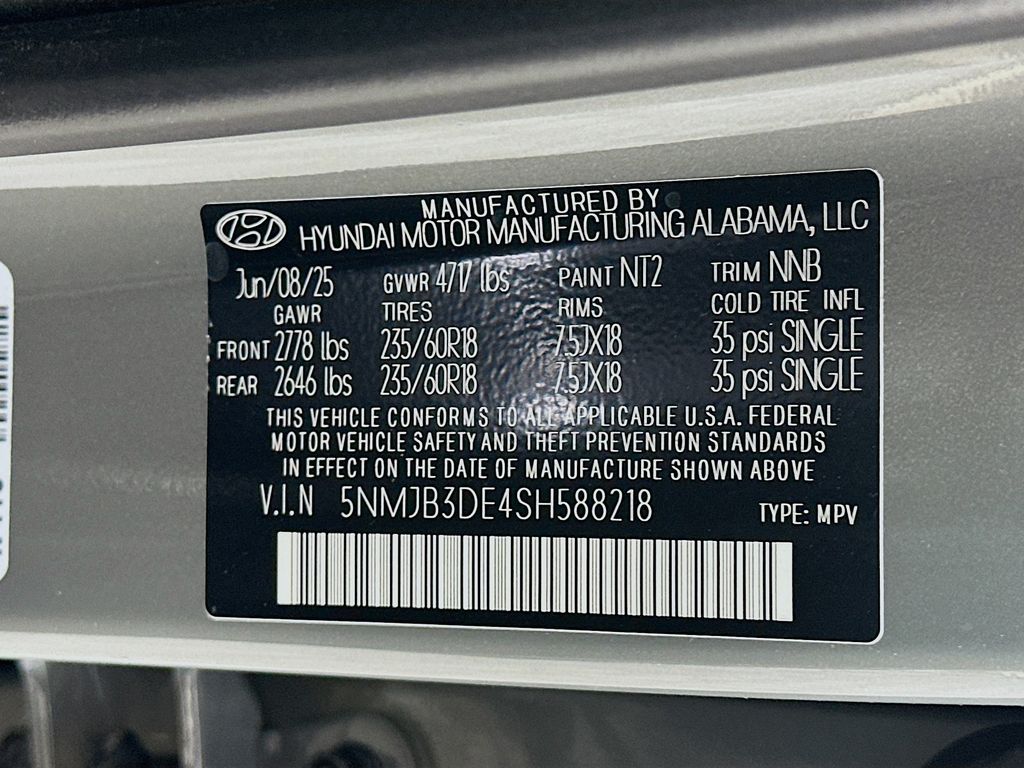 MANUFACTURED BY
HYUNDAI MOTOR MANUFACTURING ALABAMA, LLC
Jun/08/25 GVWR 4717 lbs PAINT NT2 TRIM NNB
GAWR TIRES RIMS COLD TIRE INFL
FRONT 2778 lbs 235/60R18 7.5JX18 35 psi SINGLE
REAR 2646 lbs 235/60R18 7.5JX18 35 psi SINGLE
THIS VEHICLE CONFORMS TO ALL APPLICABLE U.S.A. FEDERAL
MOTOR VEHICLE SAFETY AND THEFT PREVENTION STANDARDS
IN EFFECT ON THE DATE OF MANUFACTURE SHOWN ABOVE
V.I.N 5NMJB3DE4SH588218 TYPE: MPV